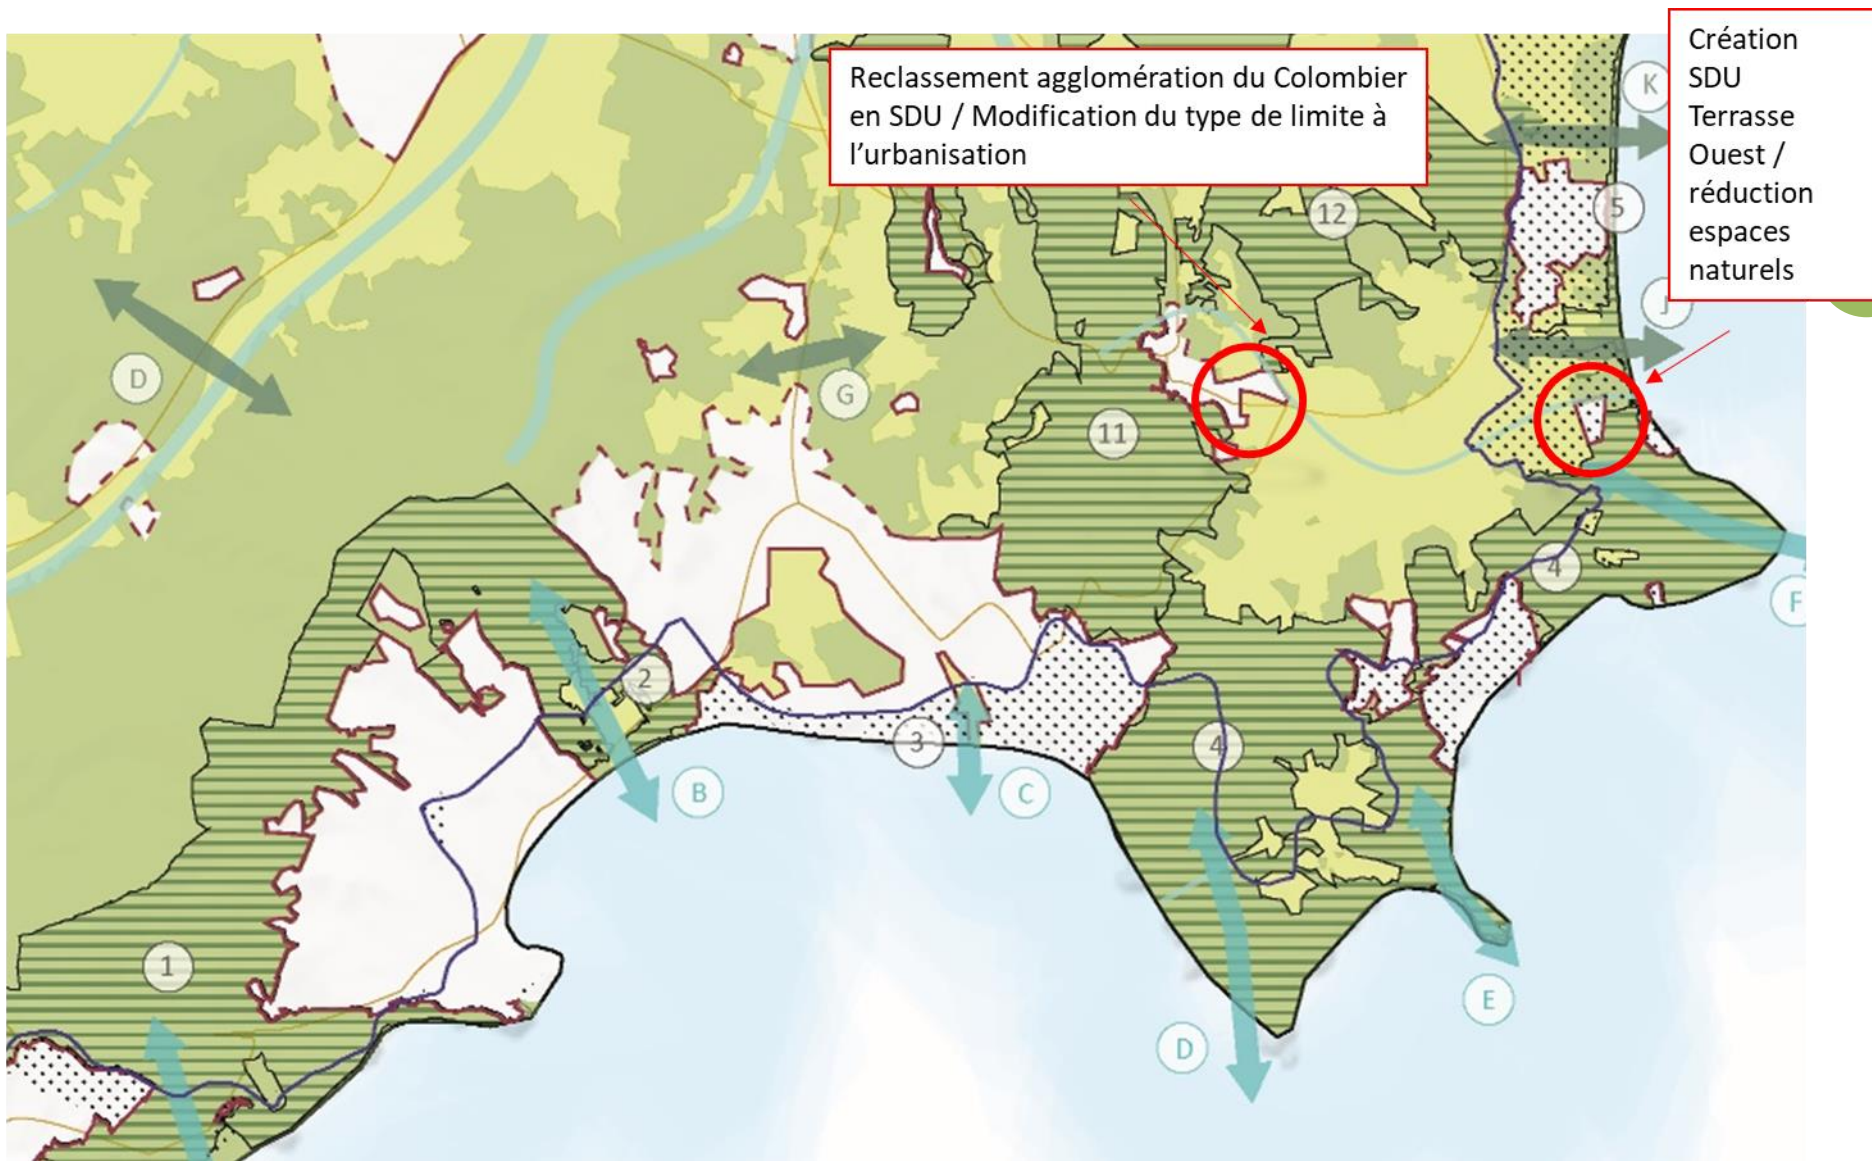 Reclassement agglomération du Colombier
en SDU / Modification du type de limite à
l’urbanisation
Création
SDU
Terrasse
Ouest /
réduction
espaces
naturels
K
12
5
J
D
G
11
4
F
2
3
4
B
C
1
E
D